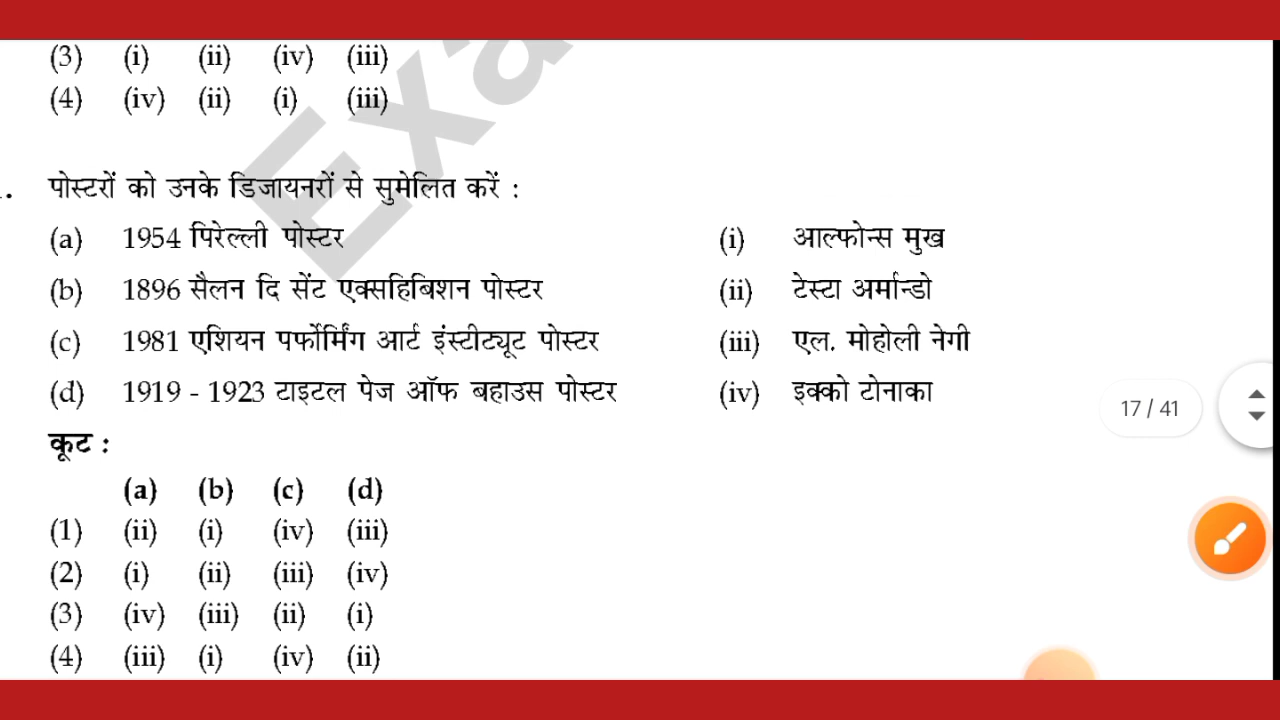 (3) (i) (ii) (iv) (iii)
(4) (iv) (ii) (i) (iii)
Exa
. पोस्टरों को उनके डिजायनरों से सुमेलित करें :
(a) 1954 पिरेल्ली पोस्टर (i) आल्फोन्स मुख
(b) 1896 सैलन दि सेंट एक्सहिबिशन पोस्टर (ii) टेस्टा अर्मान्डो
(c) 1981 एशियन पर्फोर्मिंग आर्ट इंस्टीट्यूट पोस्टर (iii) एल. मोहोली नेगी
(d) 1919 - 1923 टाइटल पेज ऑफ बहाउस पोस्टर (iv) इक्को टोनाका
17 / 41
कूट :
(a) (b) (c) (d)
(1) (ii) (i) (iv) (iii)
(2) (i) (ii) (iii) (iv)
(3) (iv) (iii) (ii) (i)
(4) (iii) (i) (iv) (ii)